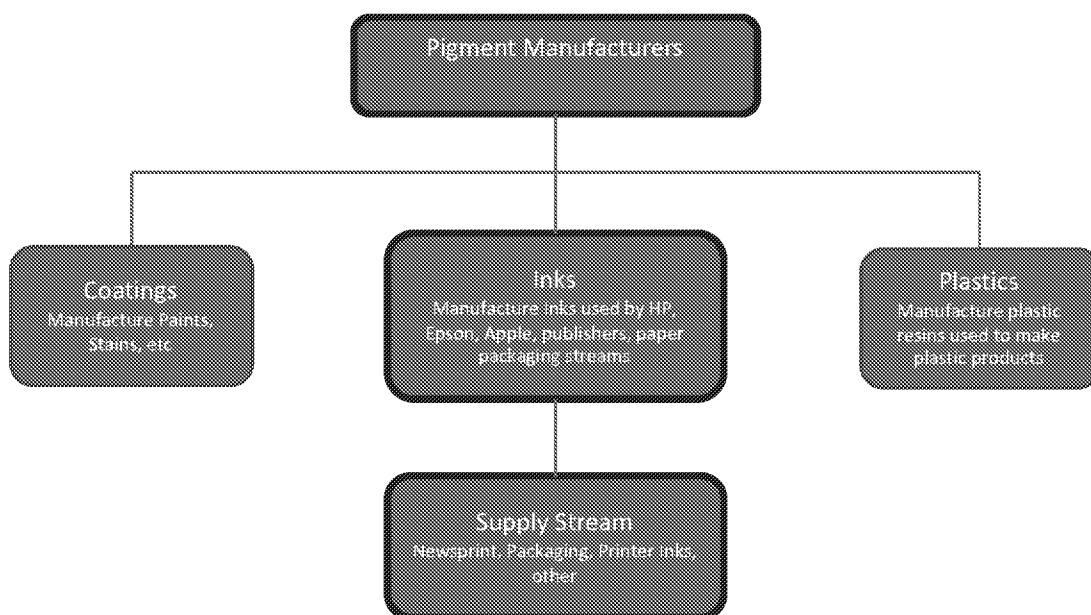 Pigment Manufacturers
Coatings
Manufacture Paints,
Stains, etc
Inks
Manufacture inks used by HP,
Epson, Apple, publishers, paper
packaging streams
Plastics
Manufacture plastic
resins used to make
plastic products
Supply Stream
Newsprint, Packaging, Printer Inks,
other